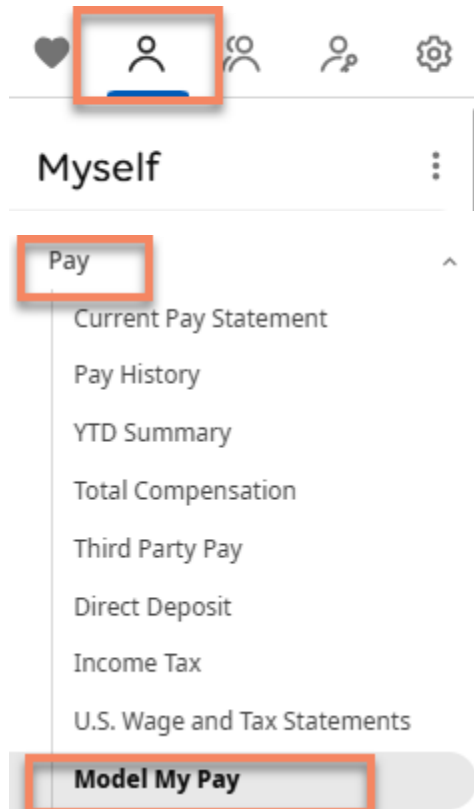 Myself
Pay
Current Pay Statement
Pay History
YTD Summary
Total Compensation
Third Party Pay
Direct Deposit
Income Tax
U.S. Wage and Tax Statements
Model My Pay